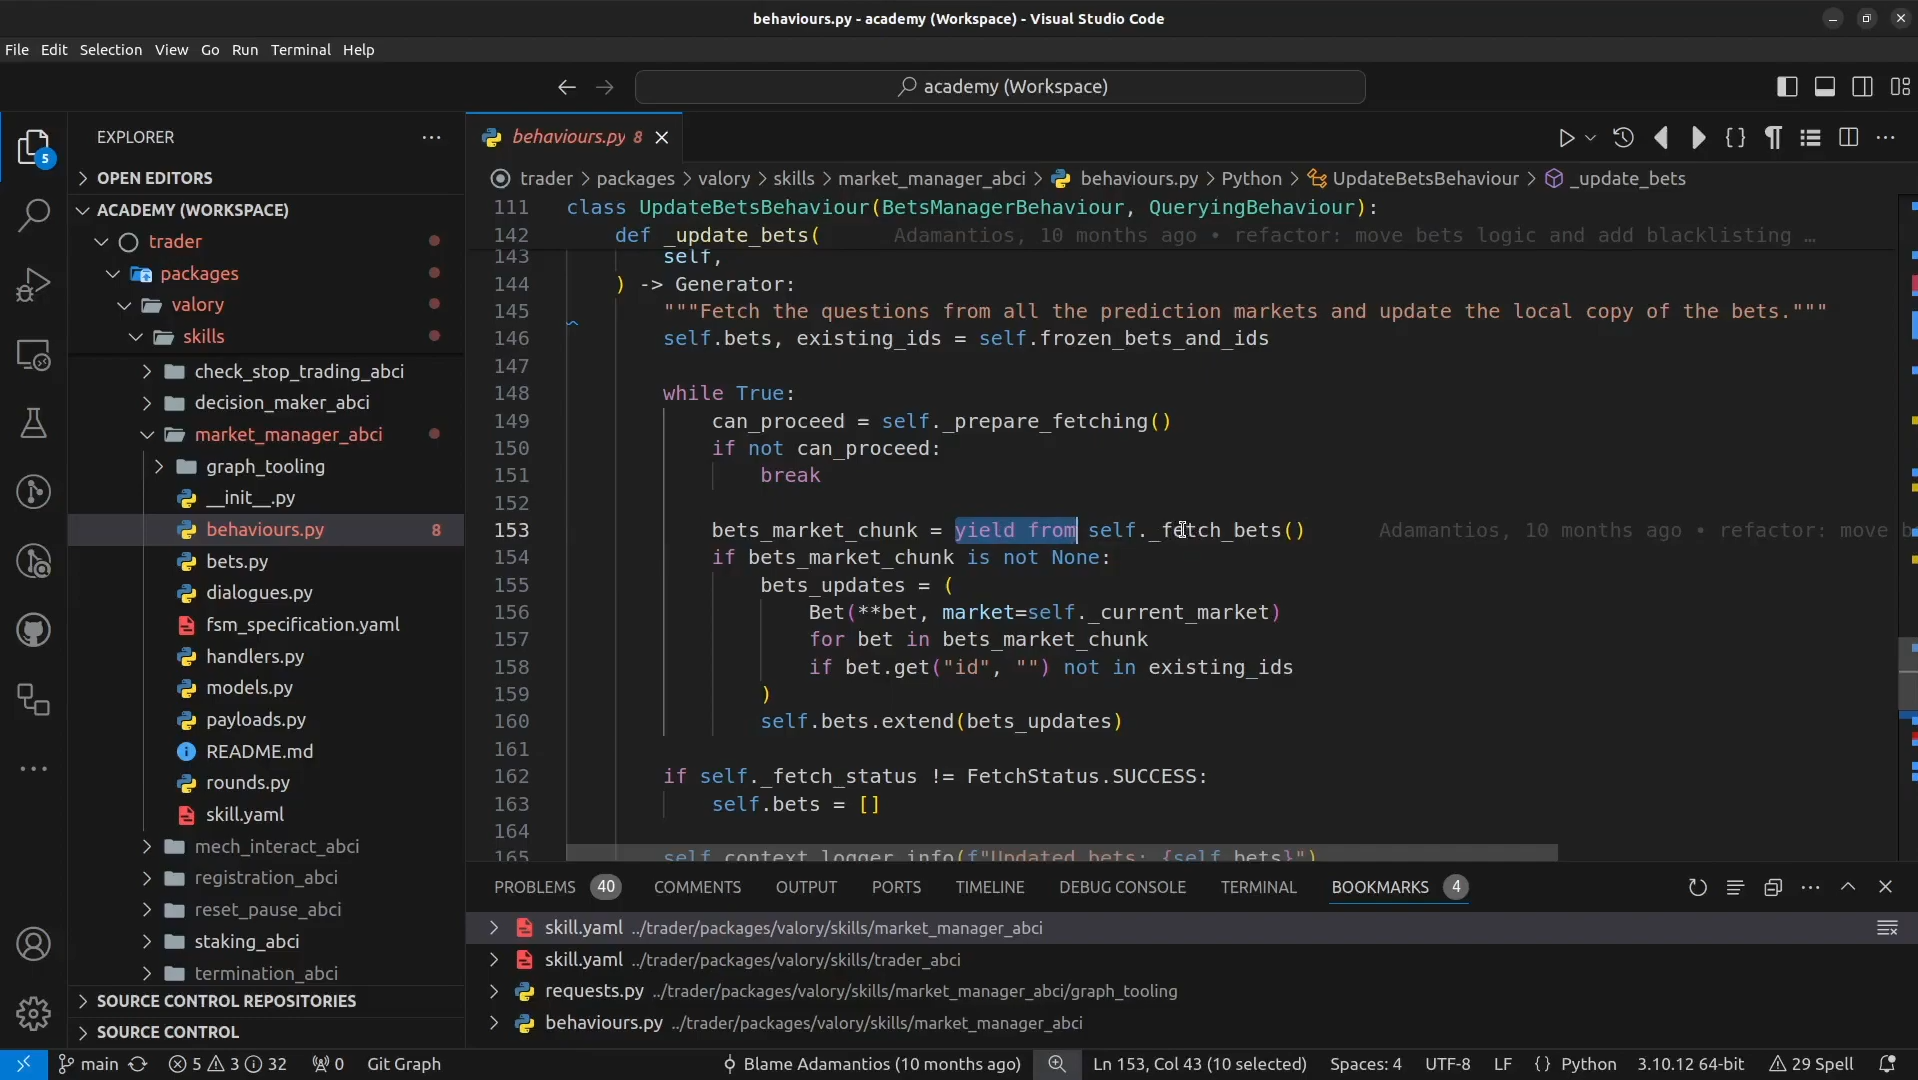 behaviours.py - academy (Workspace) - Visual Studio Code
File Edit Selection View Go Run Terminal Help
academy (Workspace)
EXPLORER
OPEN EDITORS
ACADEMY (WORKSPACE)
trader
packages
valory
skills
check_stop_trading_abci
decision_maker_abci
market_manager_abci
graph_tooling
__init__.py
behaviours.py 8
bets.py
dialogues.py
fsm_specification.yaml
handlers.py
models.py
payloads.py
README.md
rounds.py
skill.yaml
mech_interact_abci
registration_abci
reset_pause_abci
staking_abci
termination_abci
SOURCE CONTROL REPOSITORIES
SOURCE CONTROL
5
behaviours.py 8
trader > packages > valory > skills > market_manager_abci > behaviours.py > Python > UpdateBetsBehaviour > _update_bets
111 class UpdateBetsBehaviour(BetsManagerBehaviour, QueryingBehaviour):
142 def _update_bets( Adamantios, 10 months ago • refactor: move bets logic and add blacklisting …
143 self,
144 ) -> Generator:
145 """Fetch the questions from all the prediction markets and update the local copy of the bets."""
146 self.bets, existing_ids = self.frozen_bets_and_ids
147
148 while True:
149 can_proceed = self._prepare_fetching()
150 if not can_proceed:
151 break
152
153 bets_market_chunk = yield from self._fetch_bets() Adamantios, 10 months ago • refactor: move b
154 if bets_market_chunk is not None:
155 bets_updates = (
156 Bet(**bet, market=self._current_market)
157 for bet in bets_market_chunk
158 if bet.get("id", "") not in existing_ids
159 )
160 self.bets.extend(bets_updates)
161
162 if self._fetch_status != FetchStatus.SUCCESS:
163 self.bets = []
164
165 self.context.logger.info(f"Updated bets: {self.bets}")
PROBLEMS 40 COMMENTS OUTPUT PORTS TIMELINE DEBUG CONSOLE TERMINAL BOOKMARKS 4
skill.yaml ../trader/packages/valory/skills/market_manager_abci
skill.yaml ../trader/packages/valory/skills/trader_abci
requests.py ../trader/packages/valory/skills/market_manager_abci/graph_tooling
behaviours.py ../trader/packages/valory/skills/market_manager_abci
main 5 3 32 0 Git Graph Blame Adamantios (10 months ago) Ln 153, Col 43 (10 selected) Spaces: 4 UTF-8 LF {} Python 3.10.12 64-bit 29 Spell